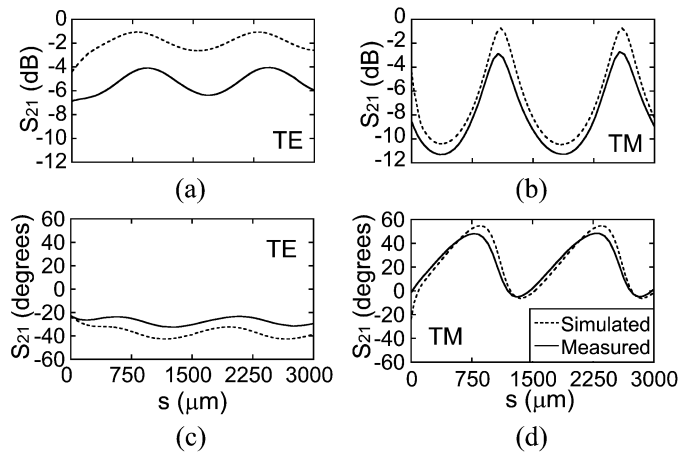 0
-2
-4
-6
-8
-10
-12
S21 (dB)
TE
(a)
0
-2
-4
-6
-8
-10
-12
S21 (dB)
TM
(b)
60
40
20
0
-20
-40
-60
S21 (degrees)
TE
0 750 1500 2250 3000
s (μm)
(c)
60
40
20
0
-20
-40
-60
S21 (degrees)
TM
Simulated
Measured
0 750 1500 2250 3000
s (μm)
(d)